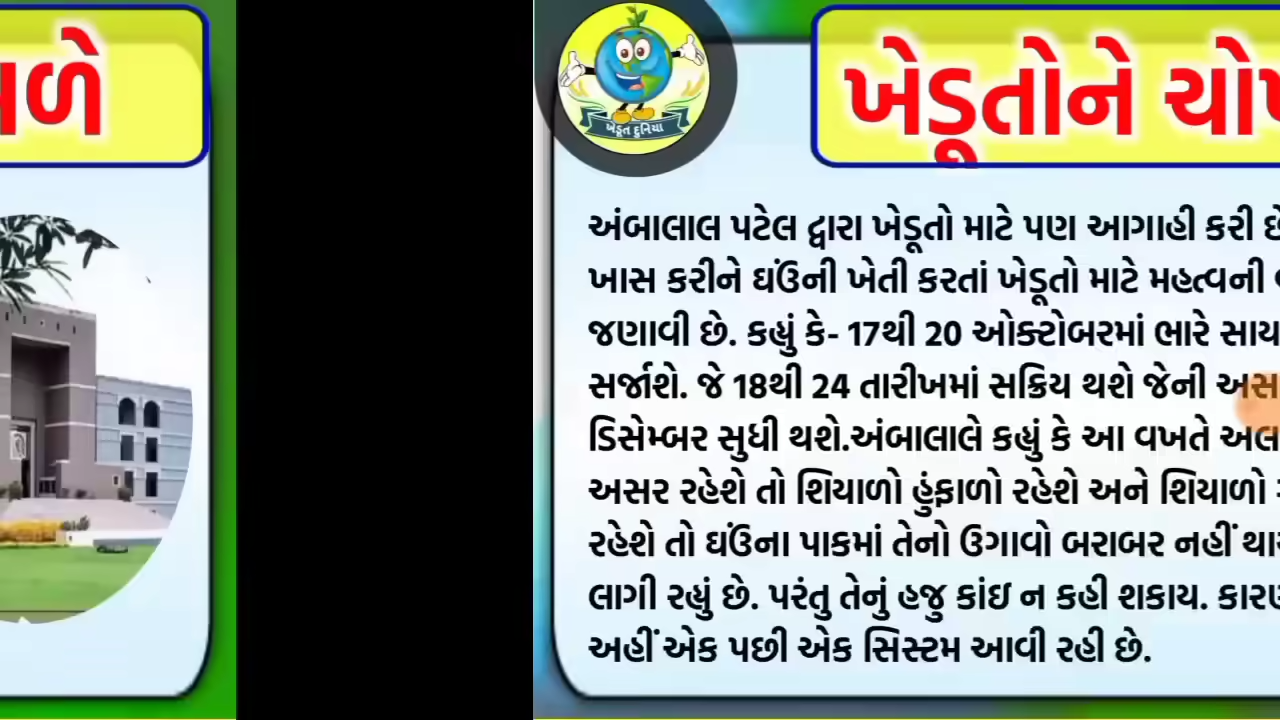 ખેડૂત દુનિયા
ખેડૂતોને
અંબાલાલ પટેલ દ્વારા ખેડૂતો માટે પણ આગાહી કરી
ખાસ કરીને ઘઉંની ખેતી કરતાં ખેડૂતો માટે મહત્વની
જણાવી છે. કહ્યું કે- 17થી 20 ઓક્ટોબરમાં ભારે
સર્જાશે. જે 18થી 24 તારીખમાં સક્રિય થશે જેની
ડિસેમ્બર સુધી થશે.અંબાલાલે કહ્યું કે આ વખતે
અસર રહેશે તો શિયાળો હુંફાળો રહેશે અને શિયાળો
રહેશે તો ઘઉંના પાકમાં તેનો ઉગાવો બરાબર નહીં
લાગી રહ્યું છે. પરંતુ તેનું હજુ કાંઇ ન કહી શકાય.
અહીં એક પછી એક સિસ્ટમ આવી રહી છે.